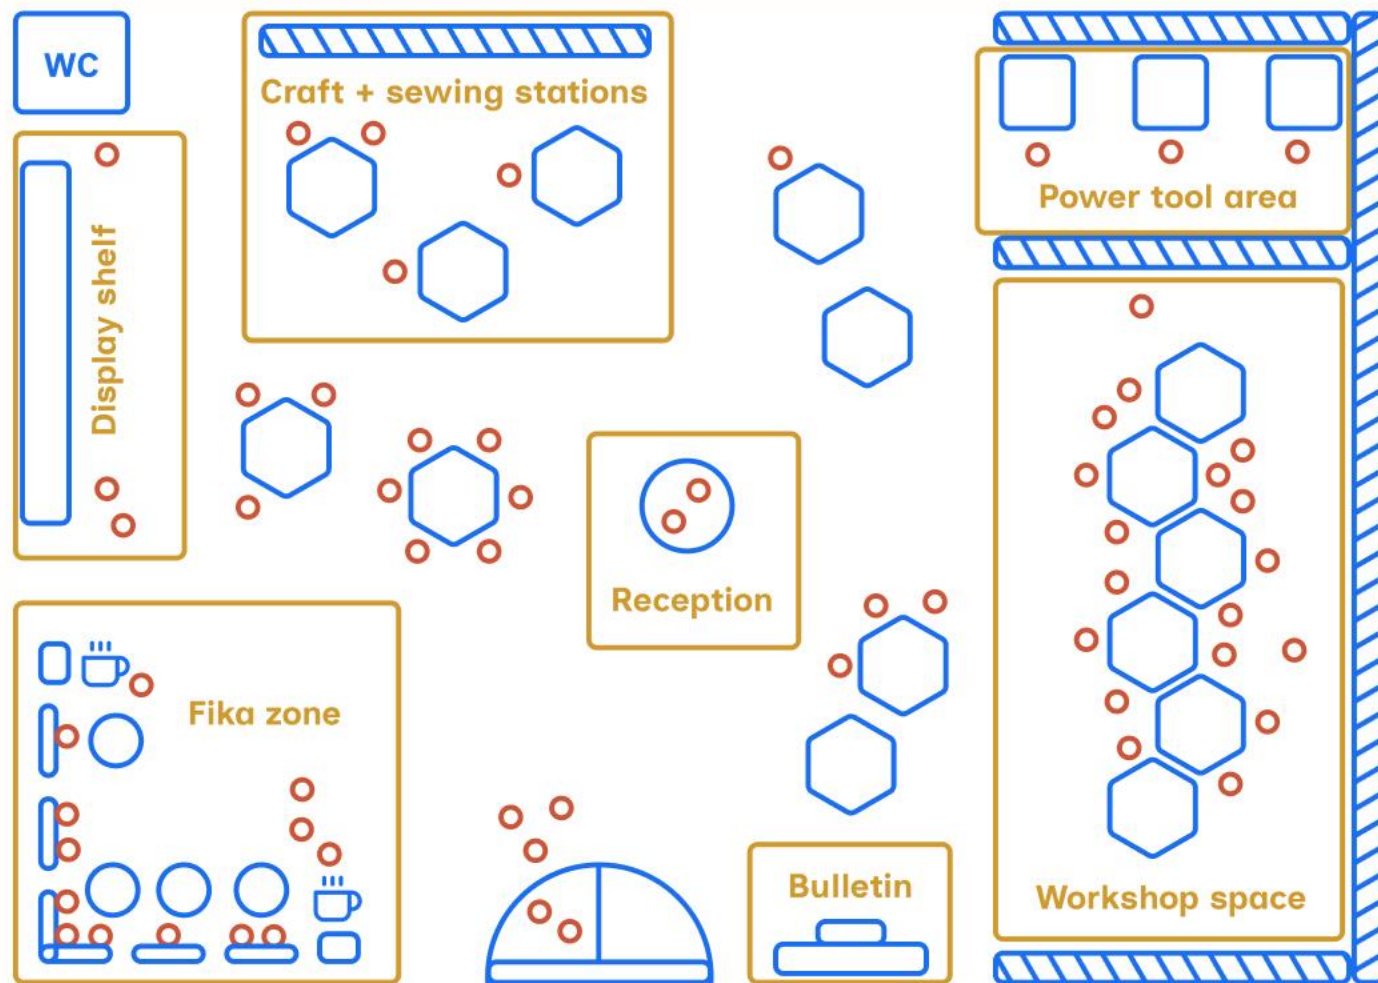 WC
Craft + sewing stations
Power tool area
Display shelf
Reception
Fika zone
Bulletin
Workshop space